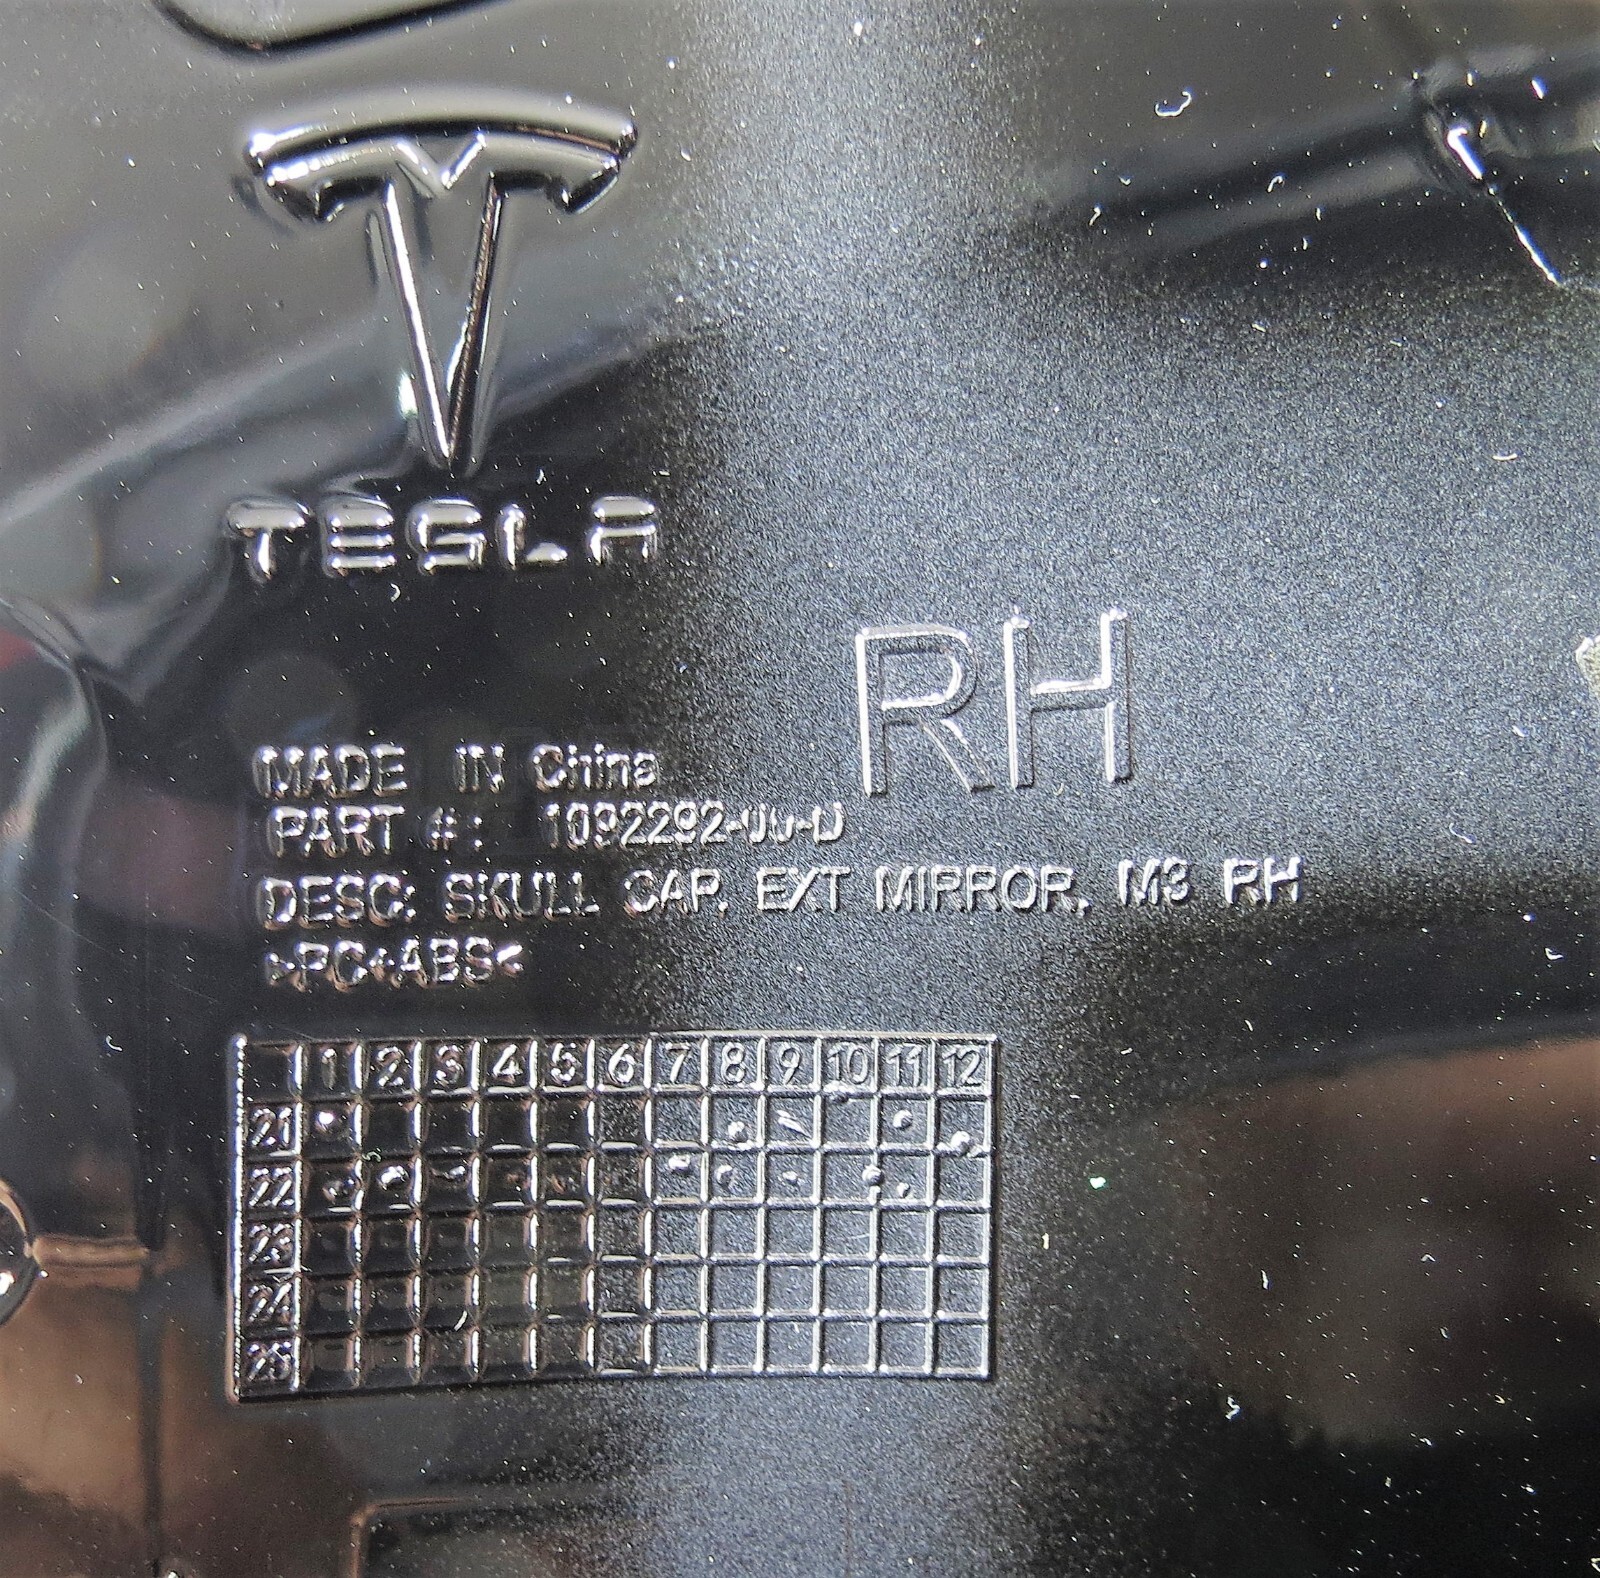 TESLA
RH
MADE IN China
PART #: 1092292-00-D
DESC: SKULL CAP, EXT MIRROR, M3 RH
>PC+ABS<
1 2 3 4 5 6 7 8 9 10 11 12
21
22
23
24
25